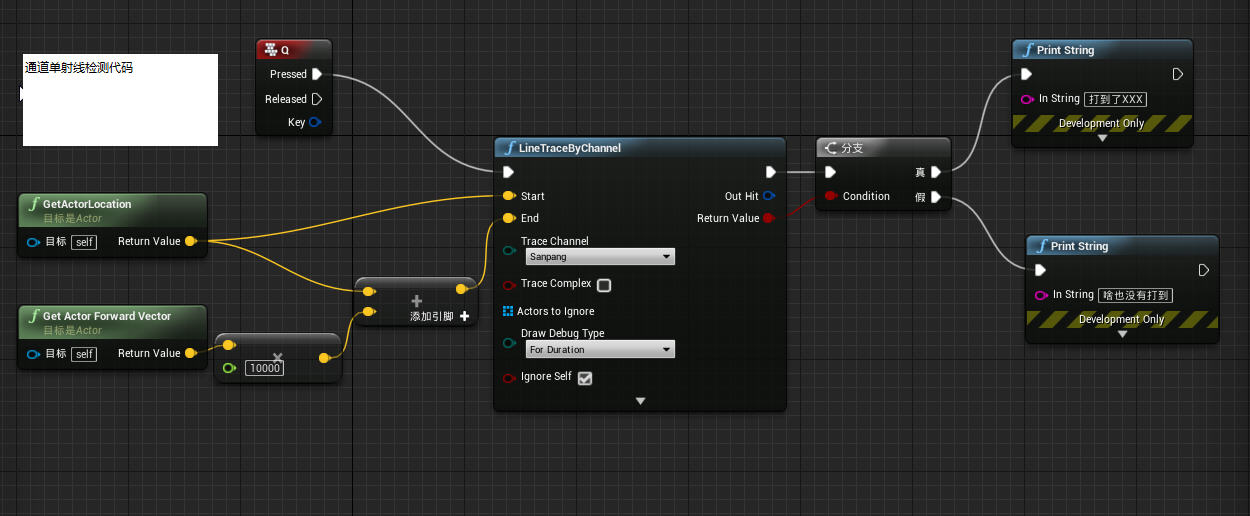 通道单射线检测代码
Q
Pressed
Released
Key
GetActorLocation
目标是Actor
目标 self Return Value
Get Actor Forward Vector
目标是Actor
目标 self Return Value
10000
添加引脚
LineTraceByChannel
Start Out Hit
End Return Value
Trace Channel
Sanpang
Trace Complex
Actors to Ignore
Draw Debug Type
For Duration
Ignore Self
分支
真
Condition 假
Print String
In String 打到了XXX
Development Only
Print String
In String 啥也没有打到
Development Only